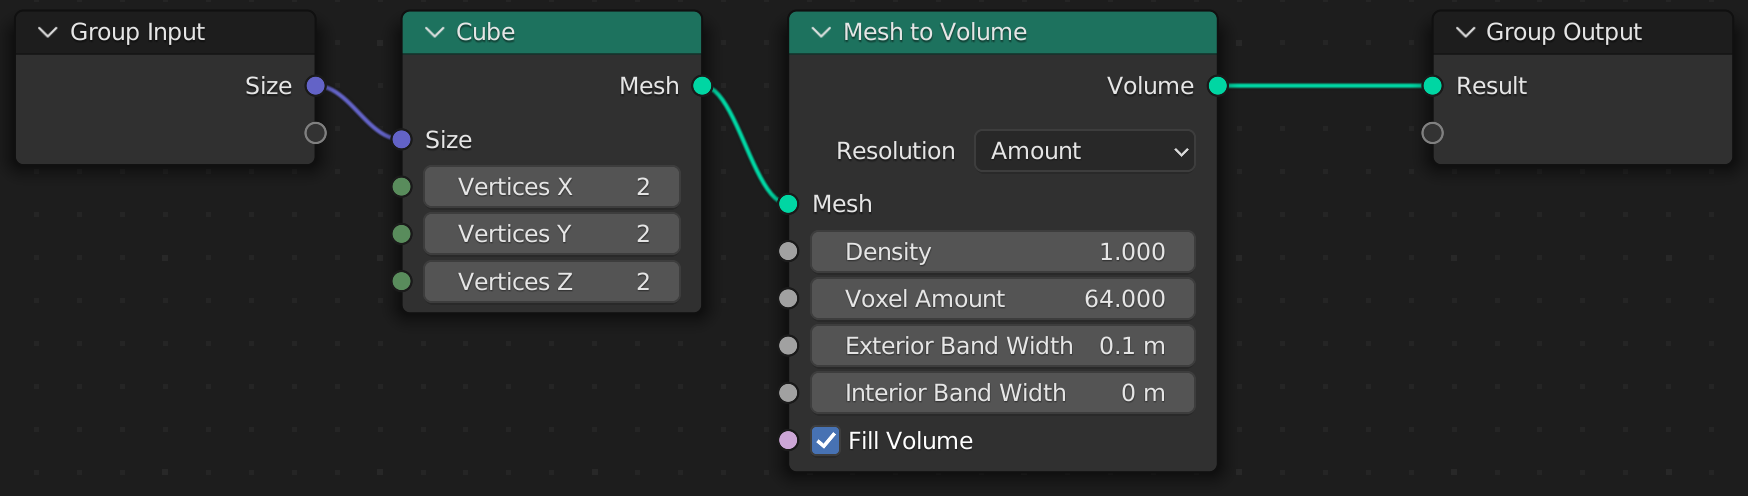 Group Input
Size
Cube
Mesh
Size
Vertices X 2
Vertices Y 2
Vertices Z 2
Mesh to Volume
Volume
Resolution Amount
Mesh
Density 1.000
Voxel Amount 64.000
Exterior Band Width 0.1 m
Interior Band Width 0 m
Fill Volume
Group Output
Result